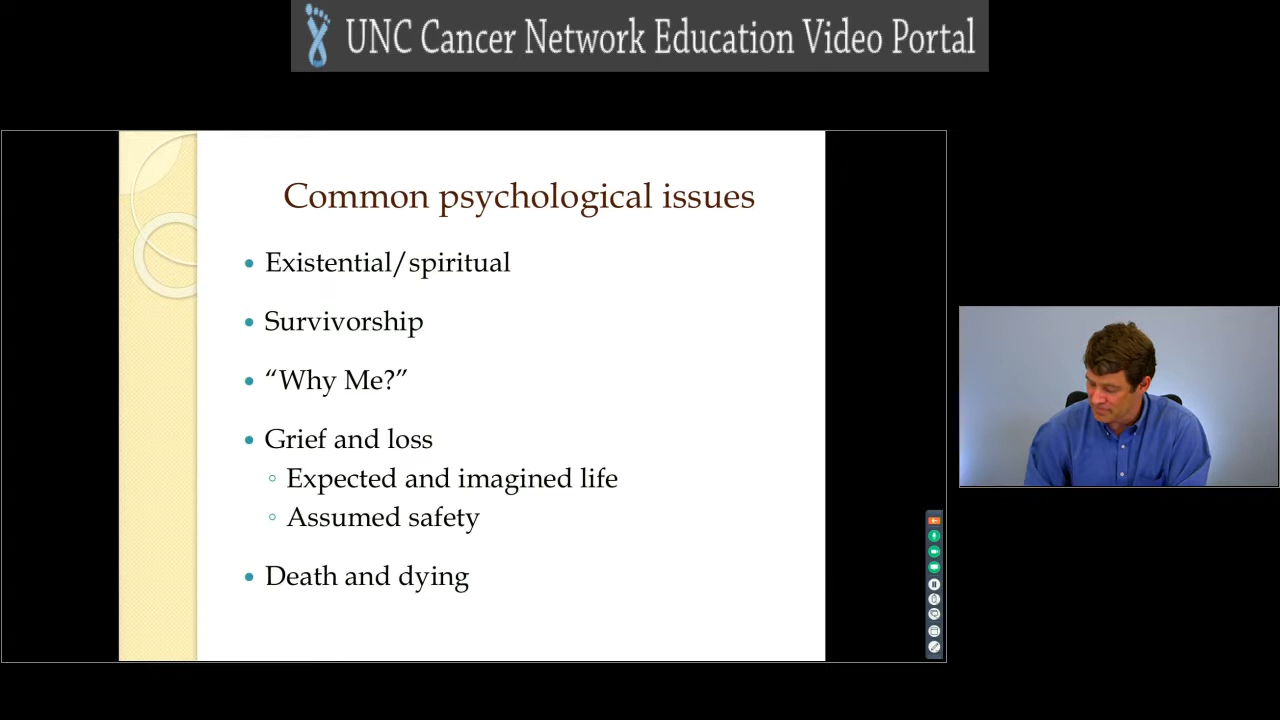 UNC Cancer Network Education Video Portal
Common psychological issues
• Existential/spiritual
• Survivorship
• “Why Me?”
• Grief and loss
◦ Expected and imagined life
◦ Assumed safety
• Death and dying